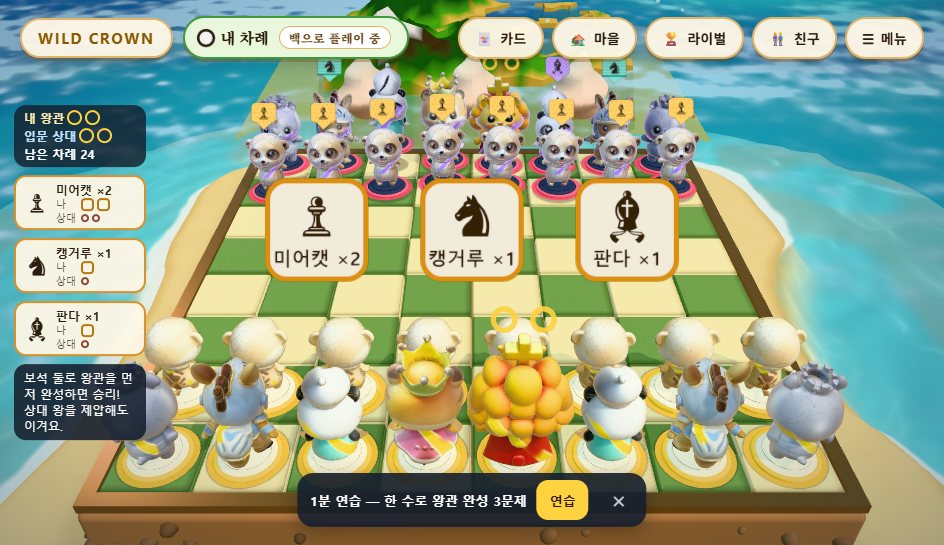 WILD CROWN
내 차례
백으로 플레이 중
카드
마을
라이벌
친구
☰ 메뉴
내 왕관
입문 상대
남은 차례 24
미어캣 ×2
나
상대
캥거루 ×1
나
상대
판다 ×1
나
상대
보석 둘로 왕관을 먼
저 완성하면 승리!
상대 왕을 제압해도
이겨요.
미어캣 ×2
캥거루 ×1
판다 ×1
1분 연습 — 한 수로 왕관 완성 3문제
연습
✕